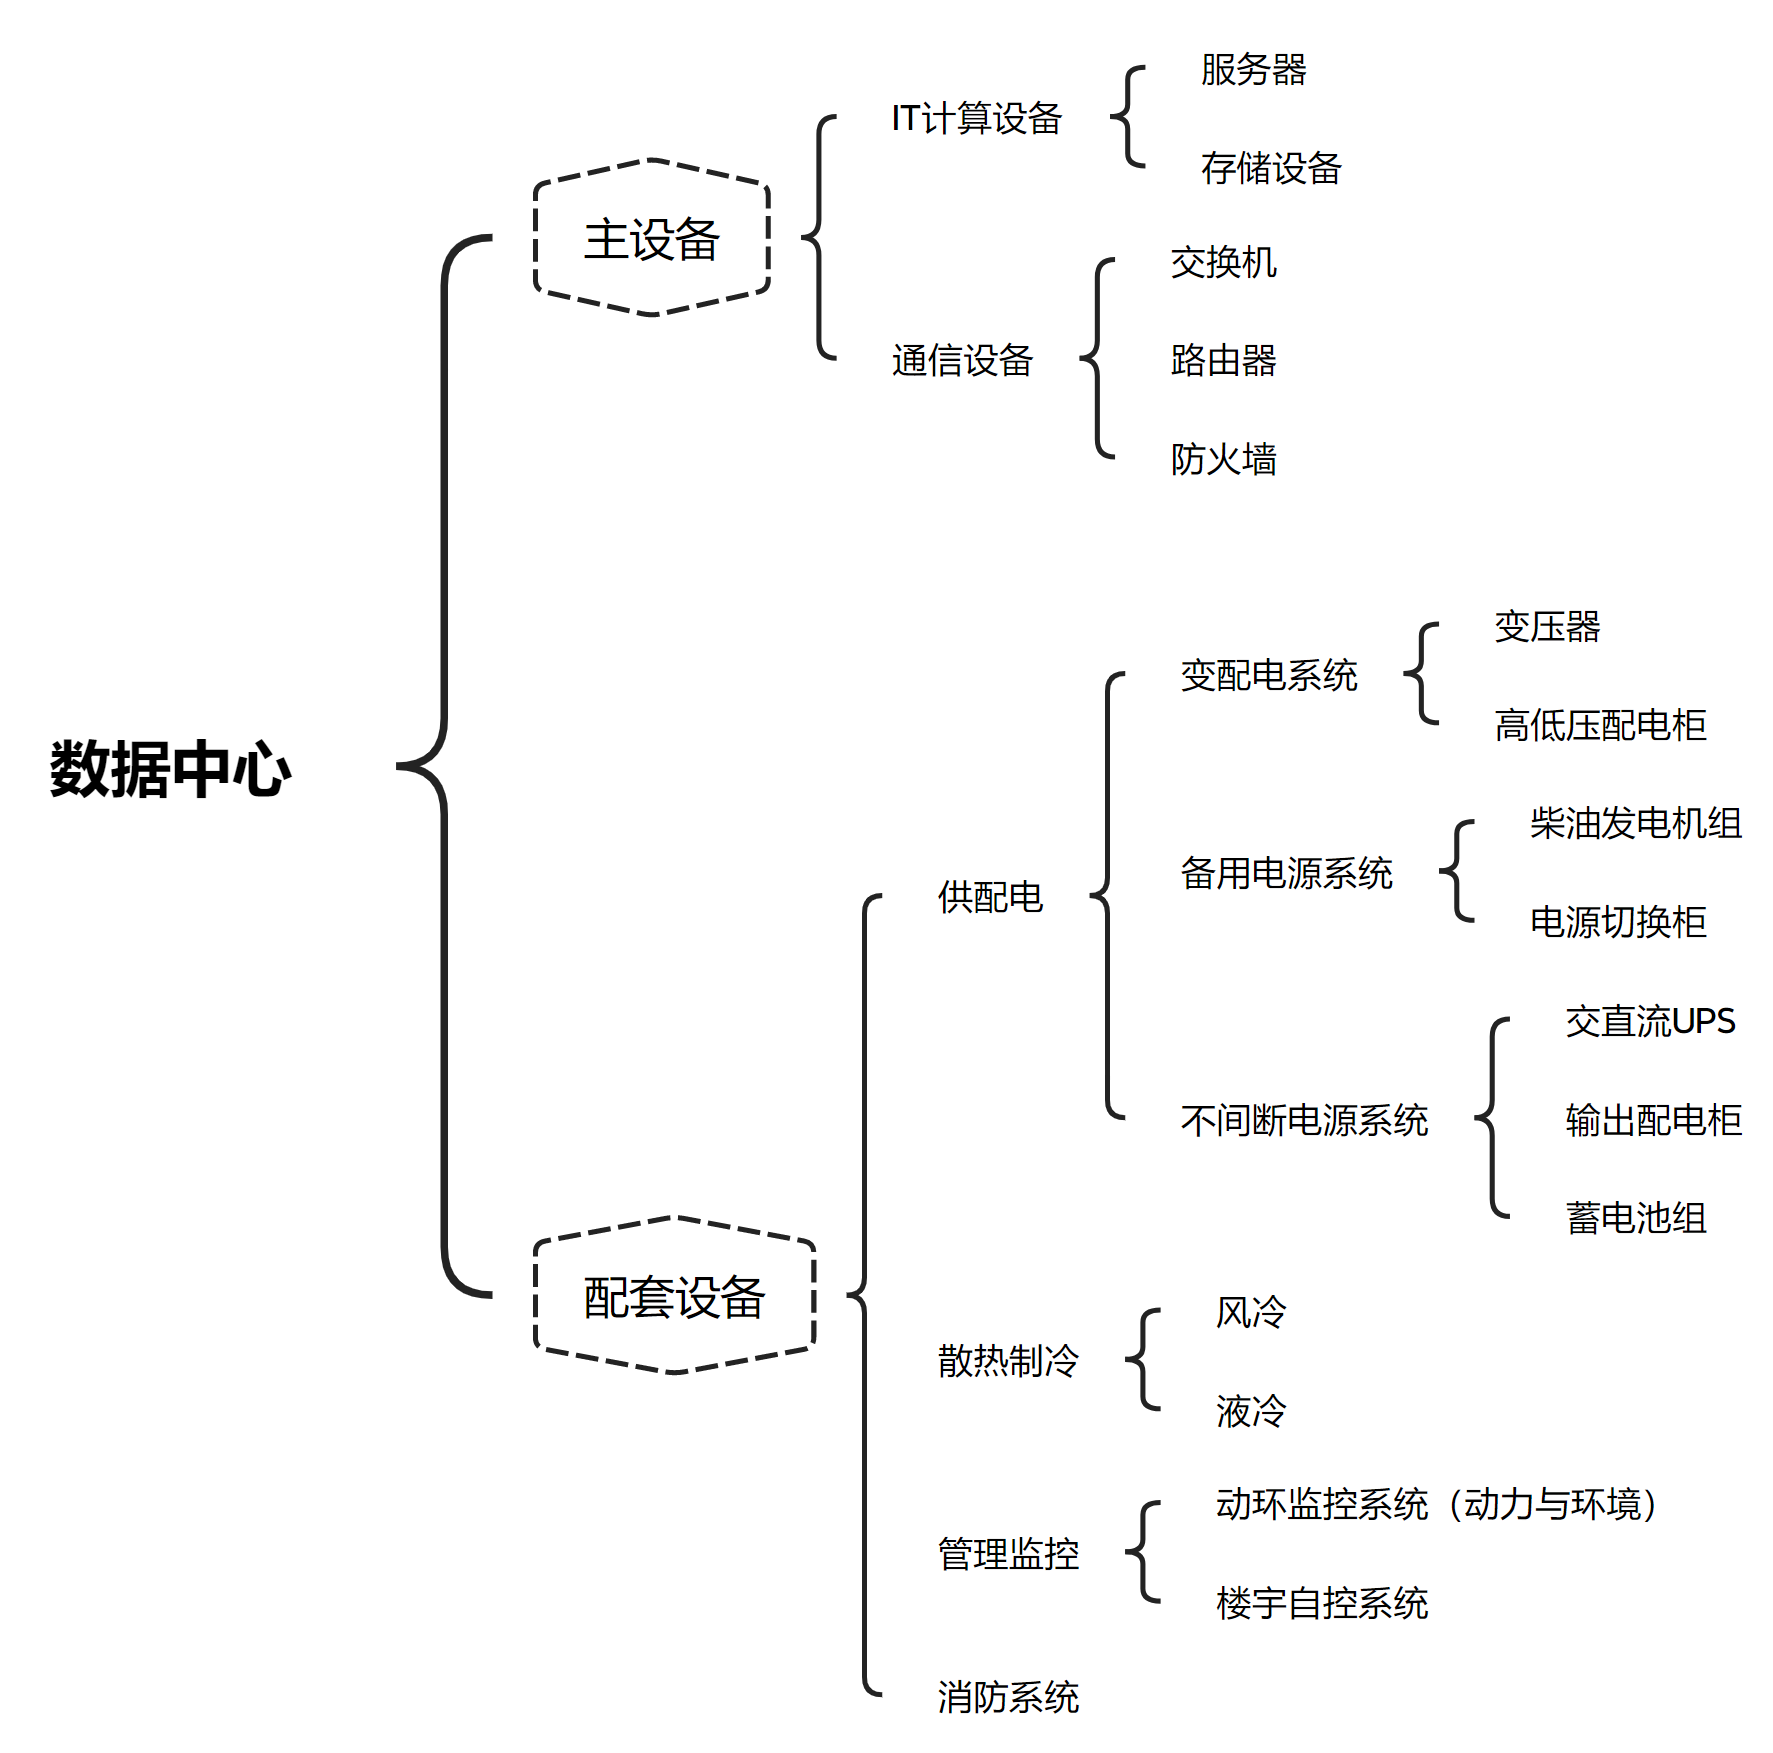 数据中心
主设备
IT计算设备
服务器
存储设备
通信设备
交换机
路由器
防火墙
配套设备
供配电
变配电系统
变压器
高低压配电柜
备用电源系统
柴油发电机组
电源切换柜
不间断电源系统
交直流UPS
输出配电柜
蓄电池组
散热制冷
风冷
液冷
管理监控
动环监控系统（动力与环境）
楼宇自控系统
消防系统